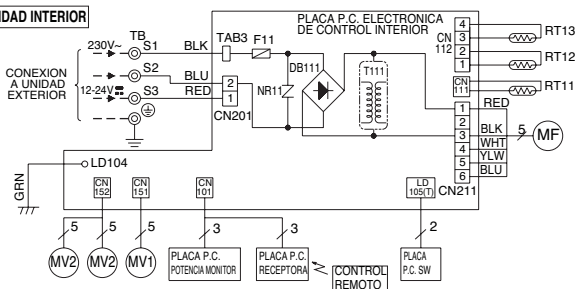 IDAD INTERIOR
TB
TAB3
F11
PLACA P.C. ELECTRONICA
DE CONTROL INTERIOR
230V~
S1
BLK
CONEXION
A UNIDAD
EXTERIOR
S2
BLU
12-24V
S3
RED
2
1
CN201
NR11
DB111
T111
4
3
2
1
CN
112
RT13
RT12
CN
111
RT11
1
2
3
4
5
6
CN211
RED
BLK
WHT
YLW
BLU
5
MF
GRN
LD104
CN
152
CN
151
CN
101
LD
105(T)
5
5
5
3
3
2
MV2
MV2
MV1
PLACA P.C.
POTENCIA MONITOR
PLACA P.C.
RECEPTORA
CONTROL
REMOTO
PLACA
P.C. SW